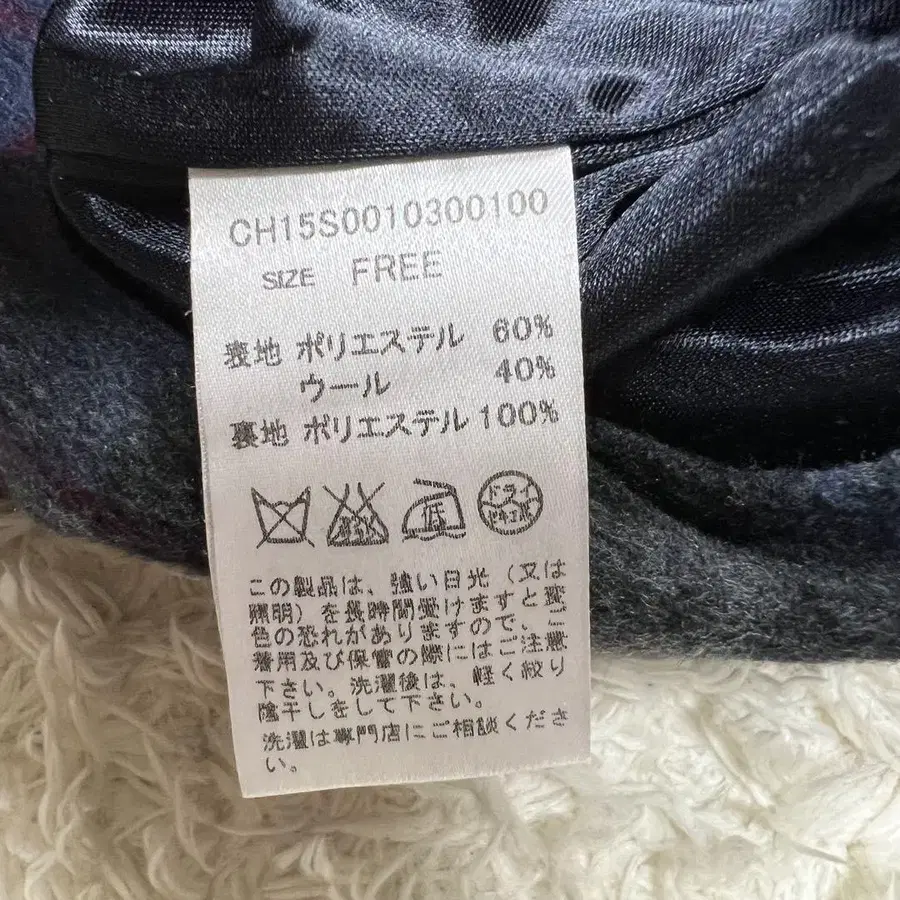 CH15S0010300100
SIZE FREE
表地 ポリエステル 60%
ウール 40%
裏地 ポリエステル 100%
低
ドライ
セキユ系
この製品は、強い日光（又は
照明）を長時間受けますと変
色の恐れがありますので、ご
着用及び保管の際にはご注意
下さい。洗濯後は、軽く絞り
陰干しをして下さい。
洗濯は専門店にご相談くださ
い。